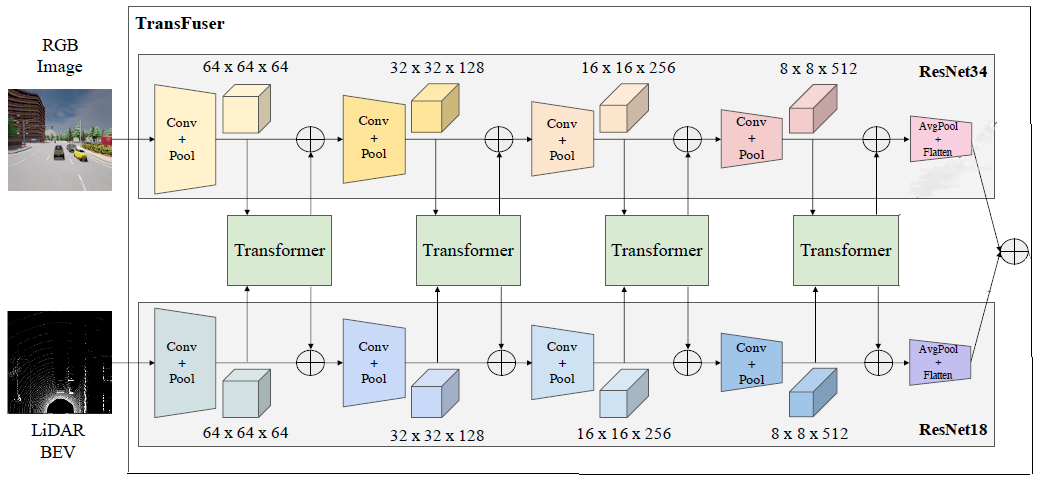 TransFuser
RGB
Image
64 x 64 x 64
32 x 32 x 128
16 x 16 x 256
8 x 8 x 512
ResNet34
Conv
+
Pool
Conv
+
Pool
Conv
+
Pool
Conv
+
Pool
AvgPool
+
Flatten
Transformer
Transformer
Transformer
Transformer
Conv
+
Pool
Conv
+
Pool
Conv
+
Pool
Conv
+
Pool
AvgPool
+
Flatten
LiDAR
BEV
64 x 64 x 64
32 x 32 x 128
16 x 16 x 256
8 x 8 x 512
ResNet18